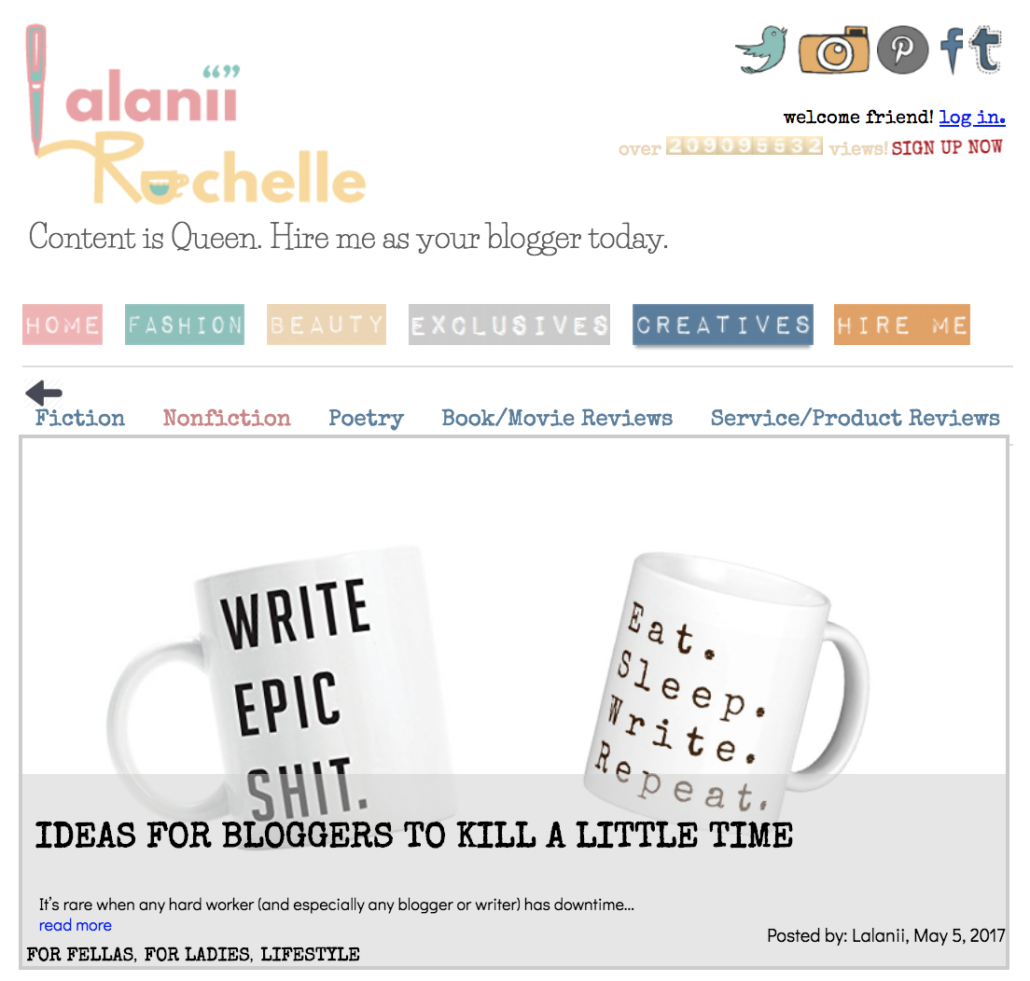 Lalanii
Rochelle
welcome friend! log in.
over 209095532 views! SIGN UP NOW
Content is Queen. Hire me as your blogger today.
HOME FASHION BEAUTY EXCLUSIVES CREATIVES HIRE ME
Fiction Nonfiction Poetry Book/Movie Reviews Service/Product Reviews
WRITE
EPIC
SHIT.
Eat.
Sleep.
Write.
Repeat.
IDEAS FOR BLOGGERS TO KILL A LITTLE TIME
It's rare when any hard worker (and especially any blogger or writer) has downtime...
read more
Posted by: Lalanii, May 5, 2017
FOR FELLAS, FOR LADIES, LIFESTYLE